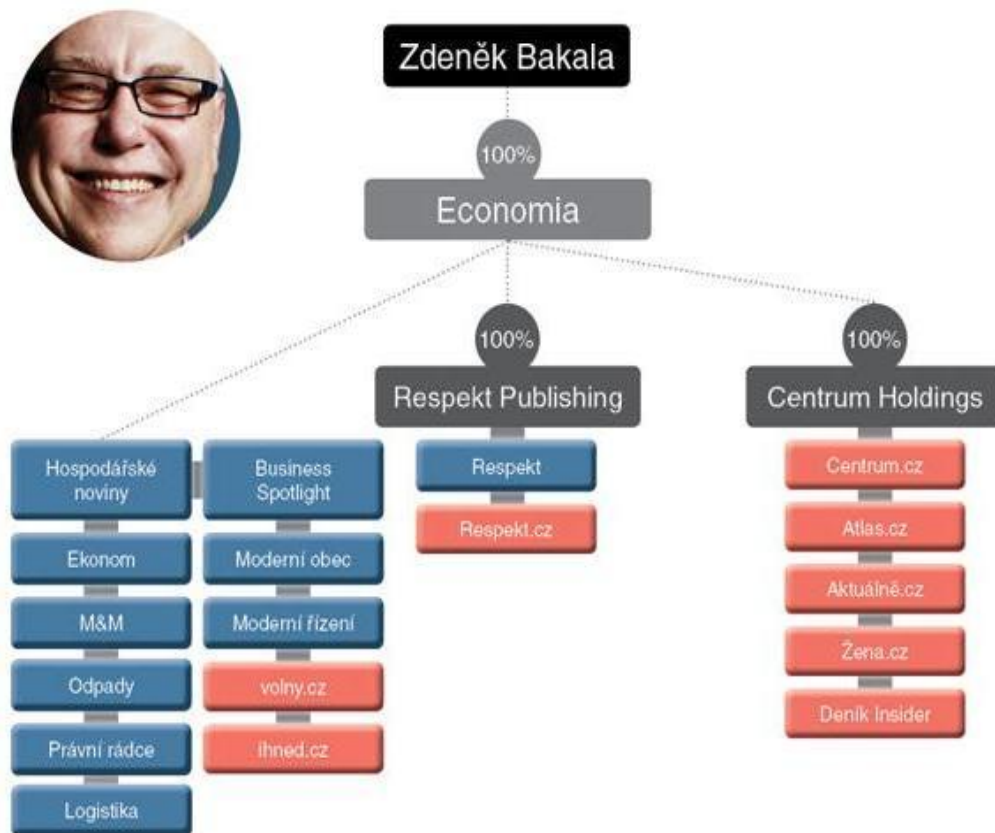 Zdeněk Bakala
100%
Economia
100%
Respekt Publishing
100%
Centrum Holdings
Hospodářské
noviny
Ekonom
M&M
Odpady
Právní rádce
Logistika
Business
Spotlight
Moderní obec
Moderní řízení
volny.cz
ihned.cz
Respekt
Respekt.cz
Centrum.cz
Atlas.cz
Aktuálně.cz
Žena.cz
Deník Insider